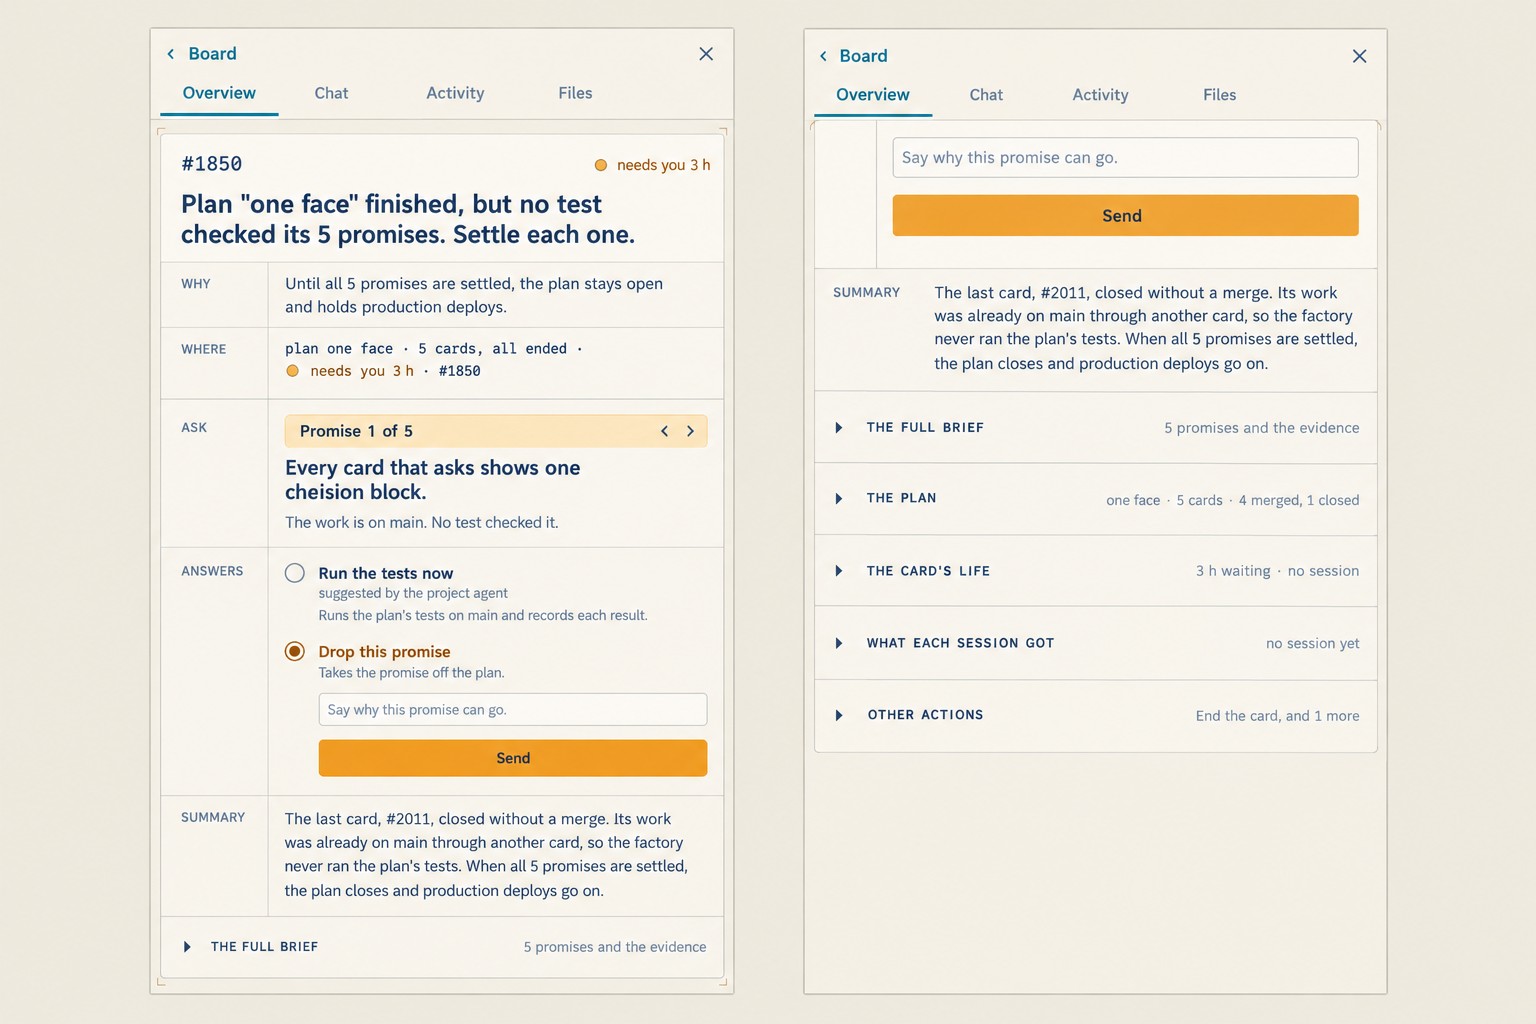 Board
Overview
Chat
Activity
Files
#1850
needs you 3 h
Plan "one face" finished, but no test
checked its 5 promises. Settle each one.
WHY
Until all 5 promises are settled, the plan stays open
and holds production deploys.
WHERE
plan one face · 5 cards, all ended ·
needs you 3 h · #1850
ASK
Promise 1 of 5
Every card that asks shows one
cheision block.
The work is on main. No test checked it.
ANSWERS
Run the tests now
suggested by the project agent
Runs the plan's tests on main and records each result.
Drop this promise
Takes the promise off the plan.
Say why this promise can go.
Send
SUMMARY
The last card, #2011, closed without a merge. Its work
was already on main through another card, so the factory
never ran the plan's tests. When all 5 promises are settled,
the plan closes and production deploys go on.
THE FULL BRIEF
5 promises and the evidence
Board
Overview
Chat
Activity
Files
Say why this promise can go.
Send
SUMMARY
The last card, #2011, closed without a merge. Its work
was already on main through another card, so the factory
never ran the plan's tests. When all 5 promises are settled,
the plan closes and production deploys go on.
THE FULL BRIEF
5 promises and the evidence
THE PLAN
one face · 5 cards · 4 merged, 1 closed
THE CARD'S LIFE
3 h waiting · no session
WHAT EACH SESSION GOT
no session yet
OTHER ACTIONS
End the card, and 1 more